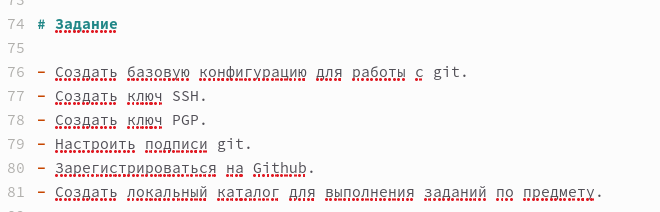 73
74 # Задание
75
76 - Создать базовую конфигурацию для работы с git.
77 - Создать ключ SSH.
78 - Создать ключ PGP.
79 - Настроить подписи git.
80 - Зарегистрироваться на Github.
81 - Создать локальный каталог для выполнения заданий по предмету.